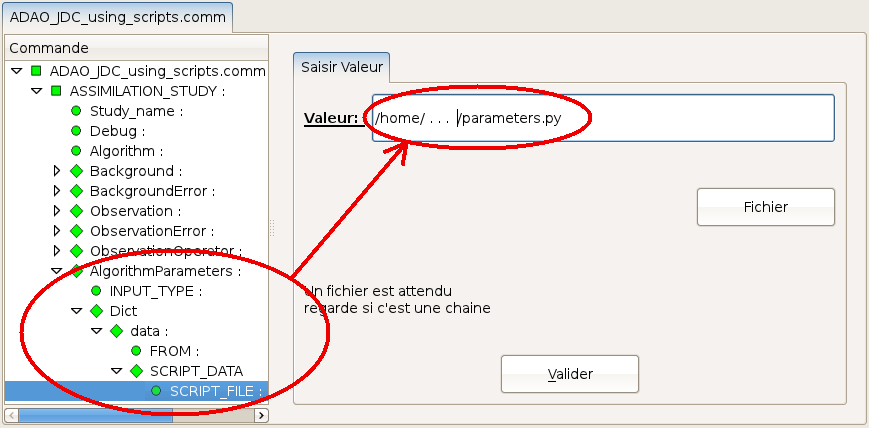 ADAO_JDC_using_scripts.comm
Commande
ADAO_JDC_using_scripts.comm
ASSIMILATION_STUDY :
Study_name :
Debug :
Algorithm :
Background :
BackgroundError :
Observation :
ObservationError :
ObservationOperator :
AlgorithmParameters :
INPUT_TYPE :
Dict
data :
FROM :
SCRIPT_DATA
SCRIPT_FILE :
Saisir Valeur
Valeur: /home/ . . . /parameters.py
Fichier
Un fichier est attendu
regarde si c'est une chaine
Valider